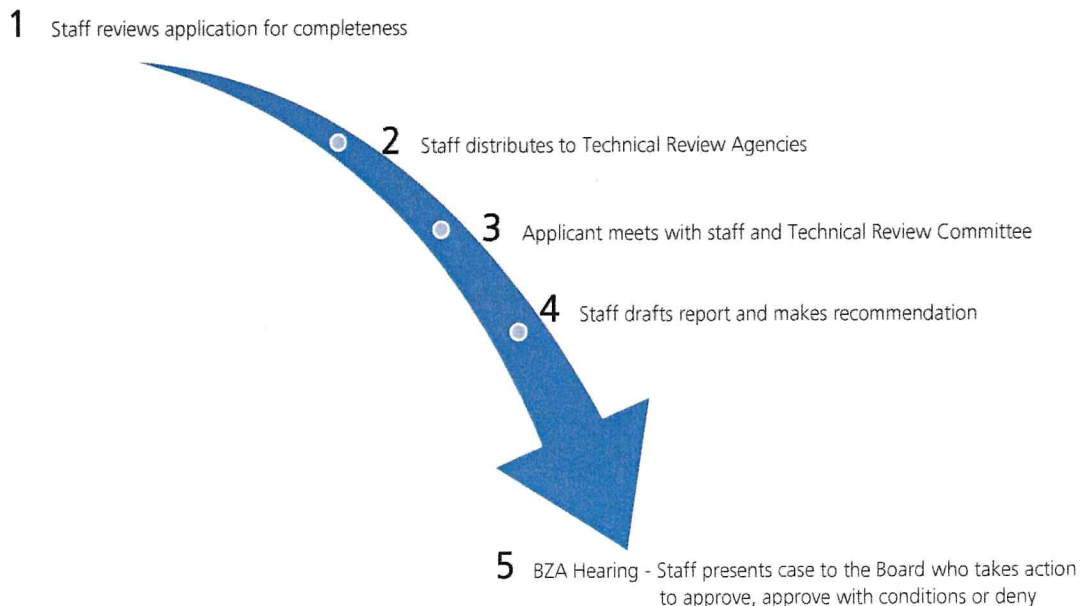 1 Staff reviews application for completeness
2 Staff distributes to Technical Review Agencies
3 Applicant meets with staff and Technical Review Committee
4 Staff drafts report and makes recommendation
5 BZA Hearing - Staff presents case to the Board who takes action
to approve, approve with conditions or deny